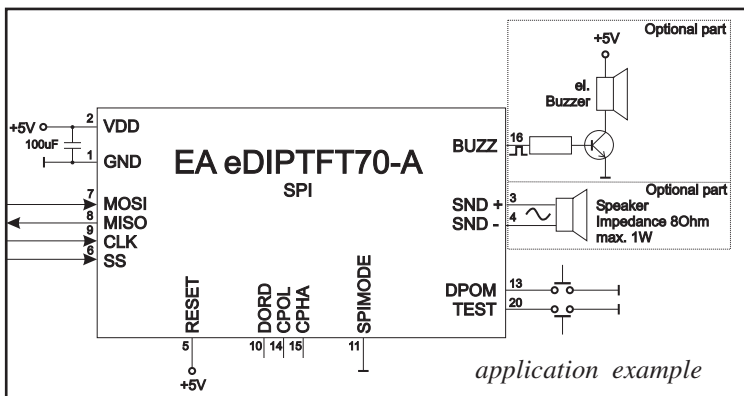 Optional part
+5V
el.
Buzzer
2
VDD
+5V
100uF
1
GND
EA eDIPTFT70-A
SPI
BUZZ
16
Optional part
7
MOSI
8
MISO
9
CLK
6
SS
SND +
3
SND -
4
Speaker
Impedance 8Ohm
max. 1W
DPOM
13
TEST
20
RESET
DORD
CPOL
CPHA
SPIMODE
5
10
14
15
11
+5V
application example